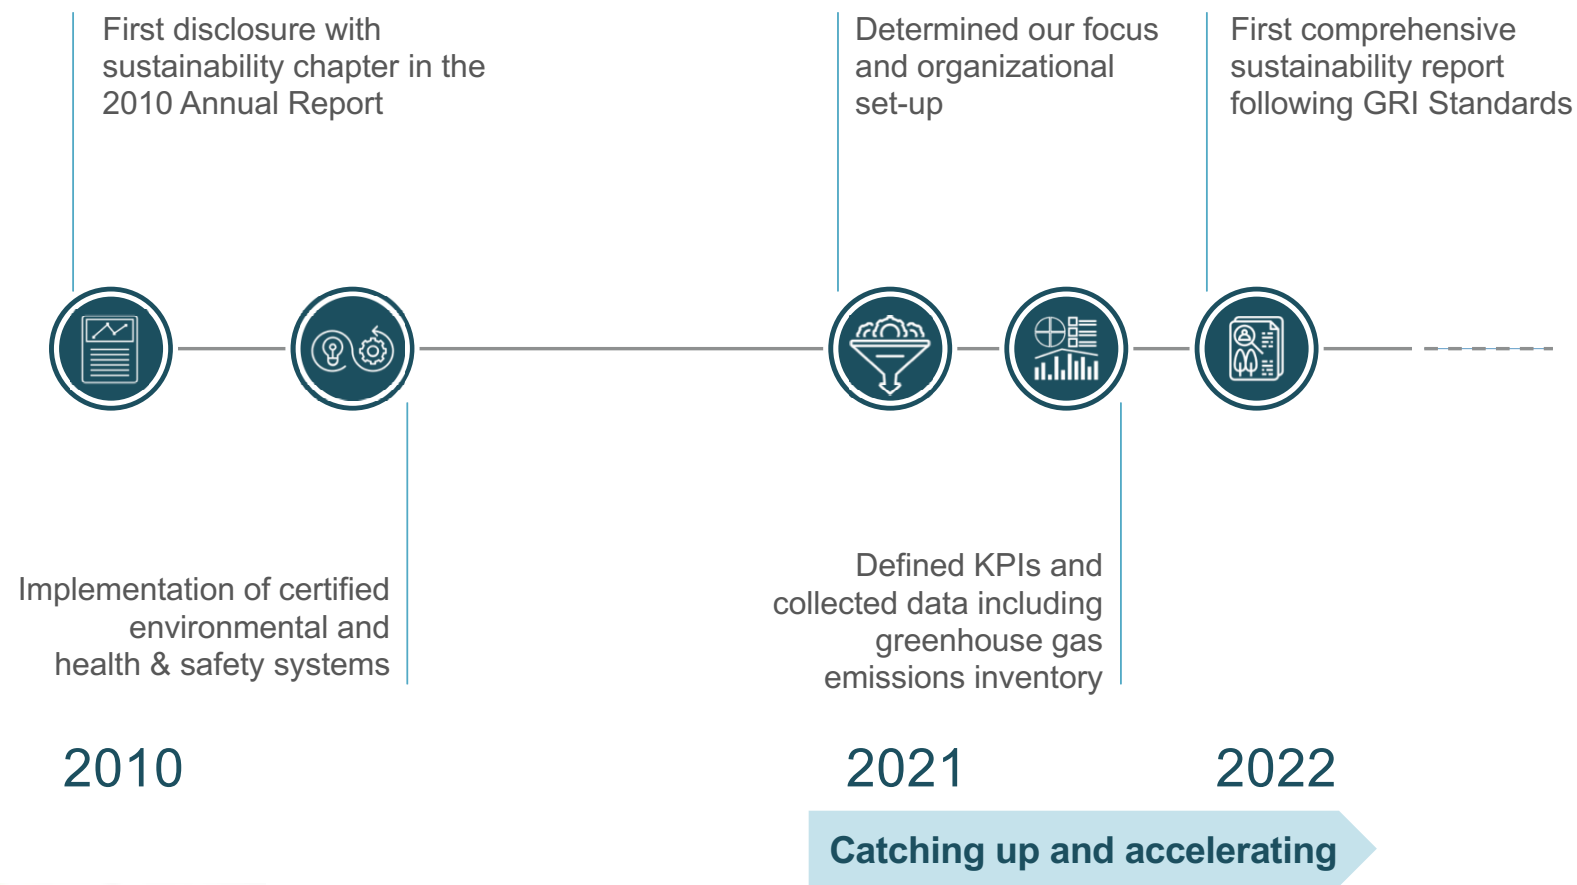 First disclosure with
sustainability chapter in the
2010 Annual Report
Determined our focus
and organizational
set-up
First comprehensive
sustainability report
following GRI Standards
Implementation of certified
environmental and
health & safety systems
Defined KPIs and
collected data including
greenhouse gas
emissions inventory
2010
2021
2022
Catching up and accelerating